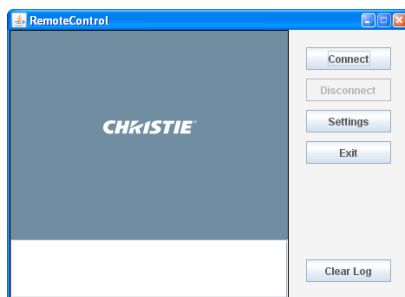 RemoteControl
Connect
Disconnect
CHRISTIE
Settings
Exit
Clear Log